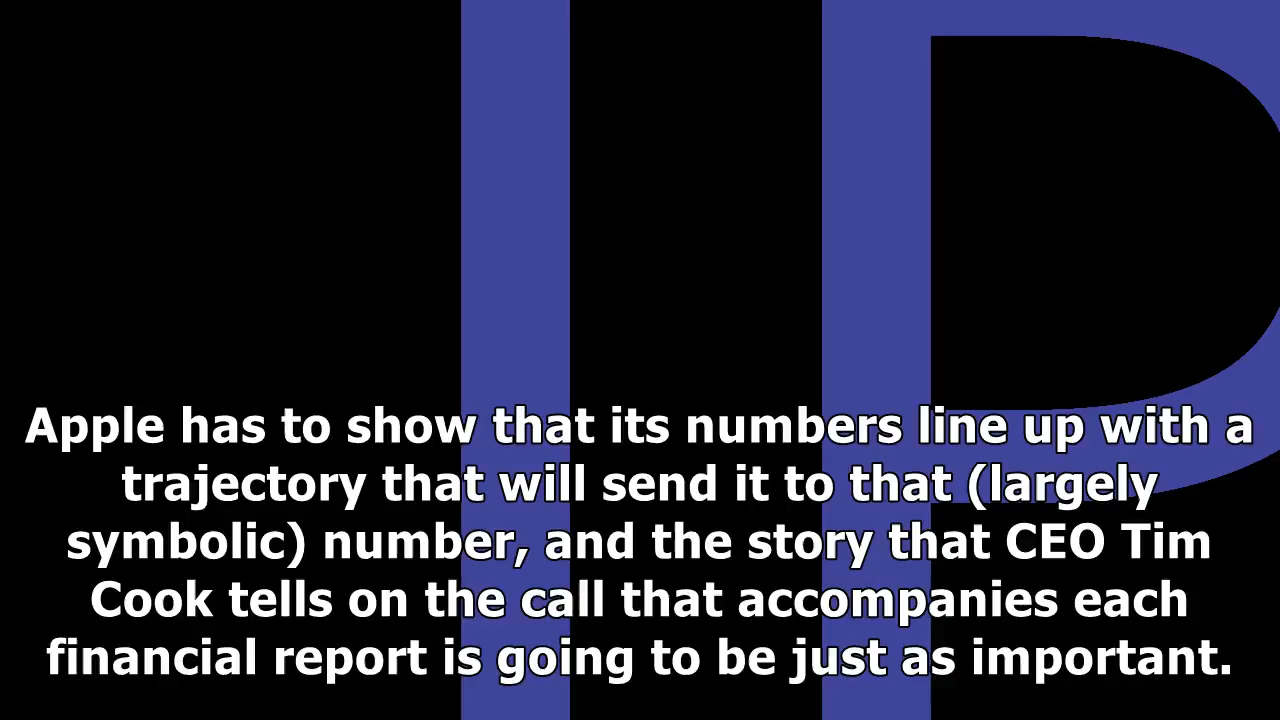 IP
Apple has to show that its numbers line up with a
trajectory that will send it to that (largely
symbolic) number, and the story that CEO Tim
Cook tells on the call that accompanies each
financial report is going to be just as important.